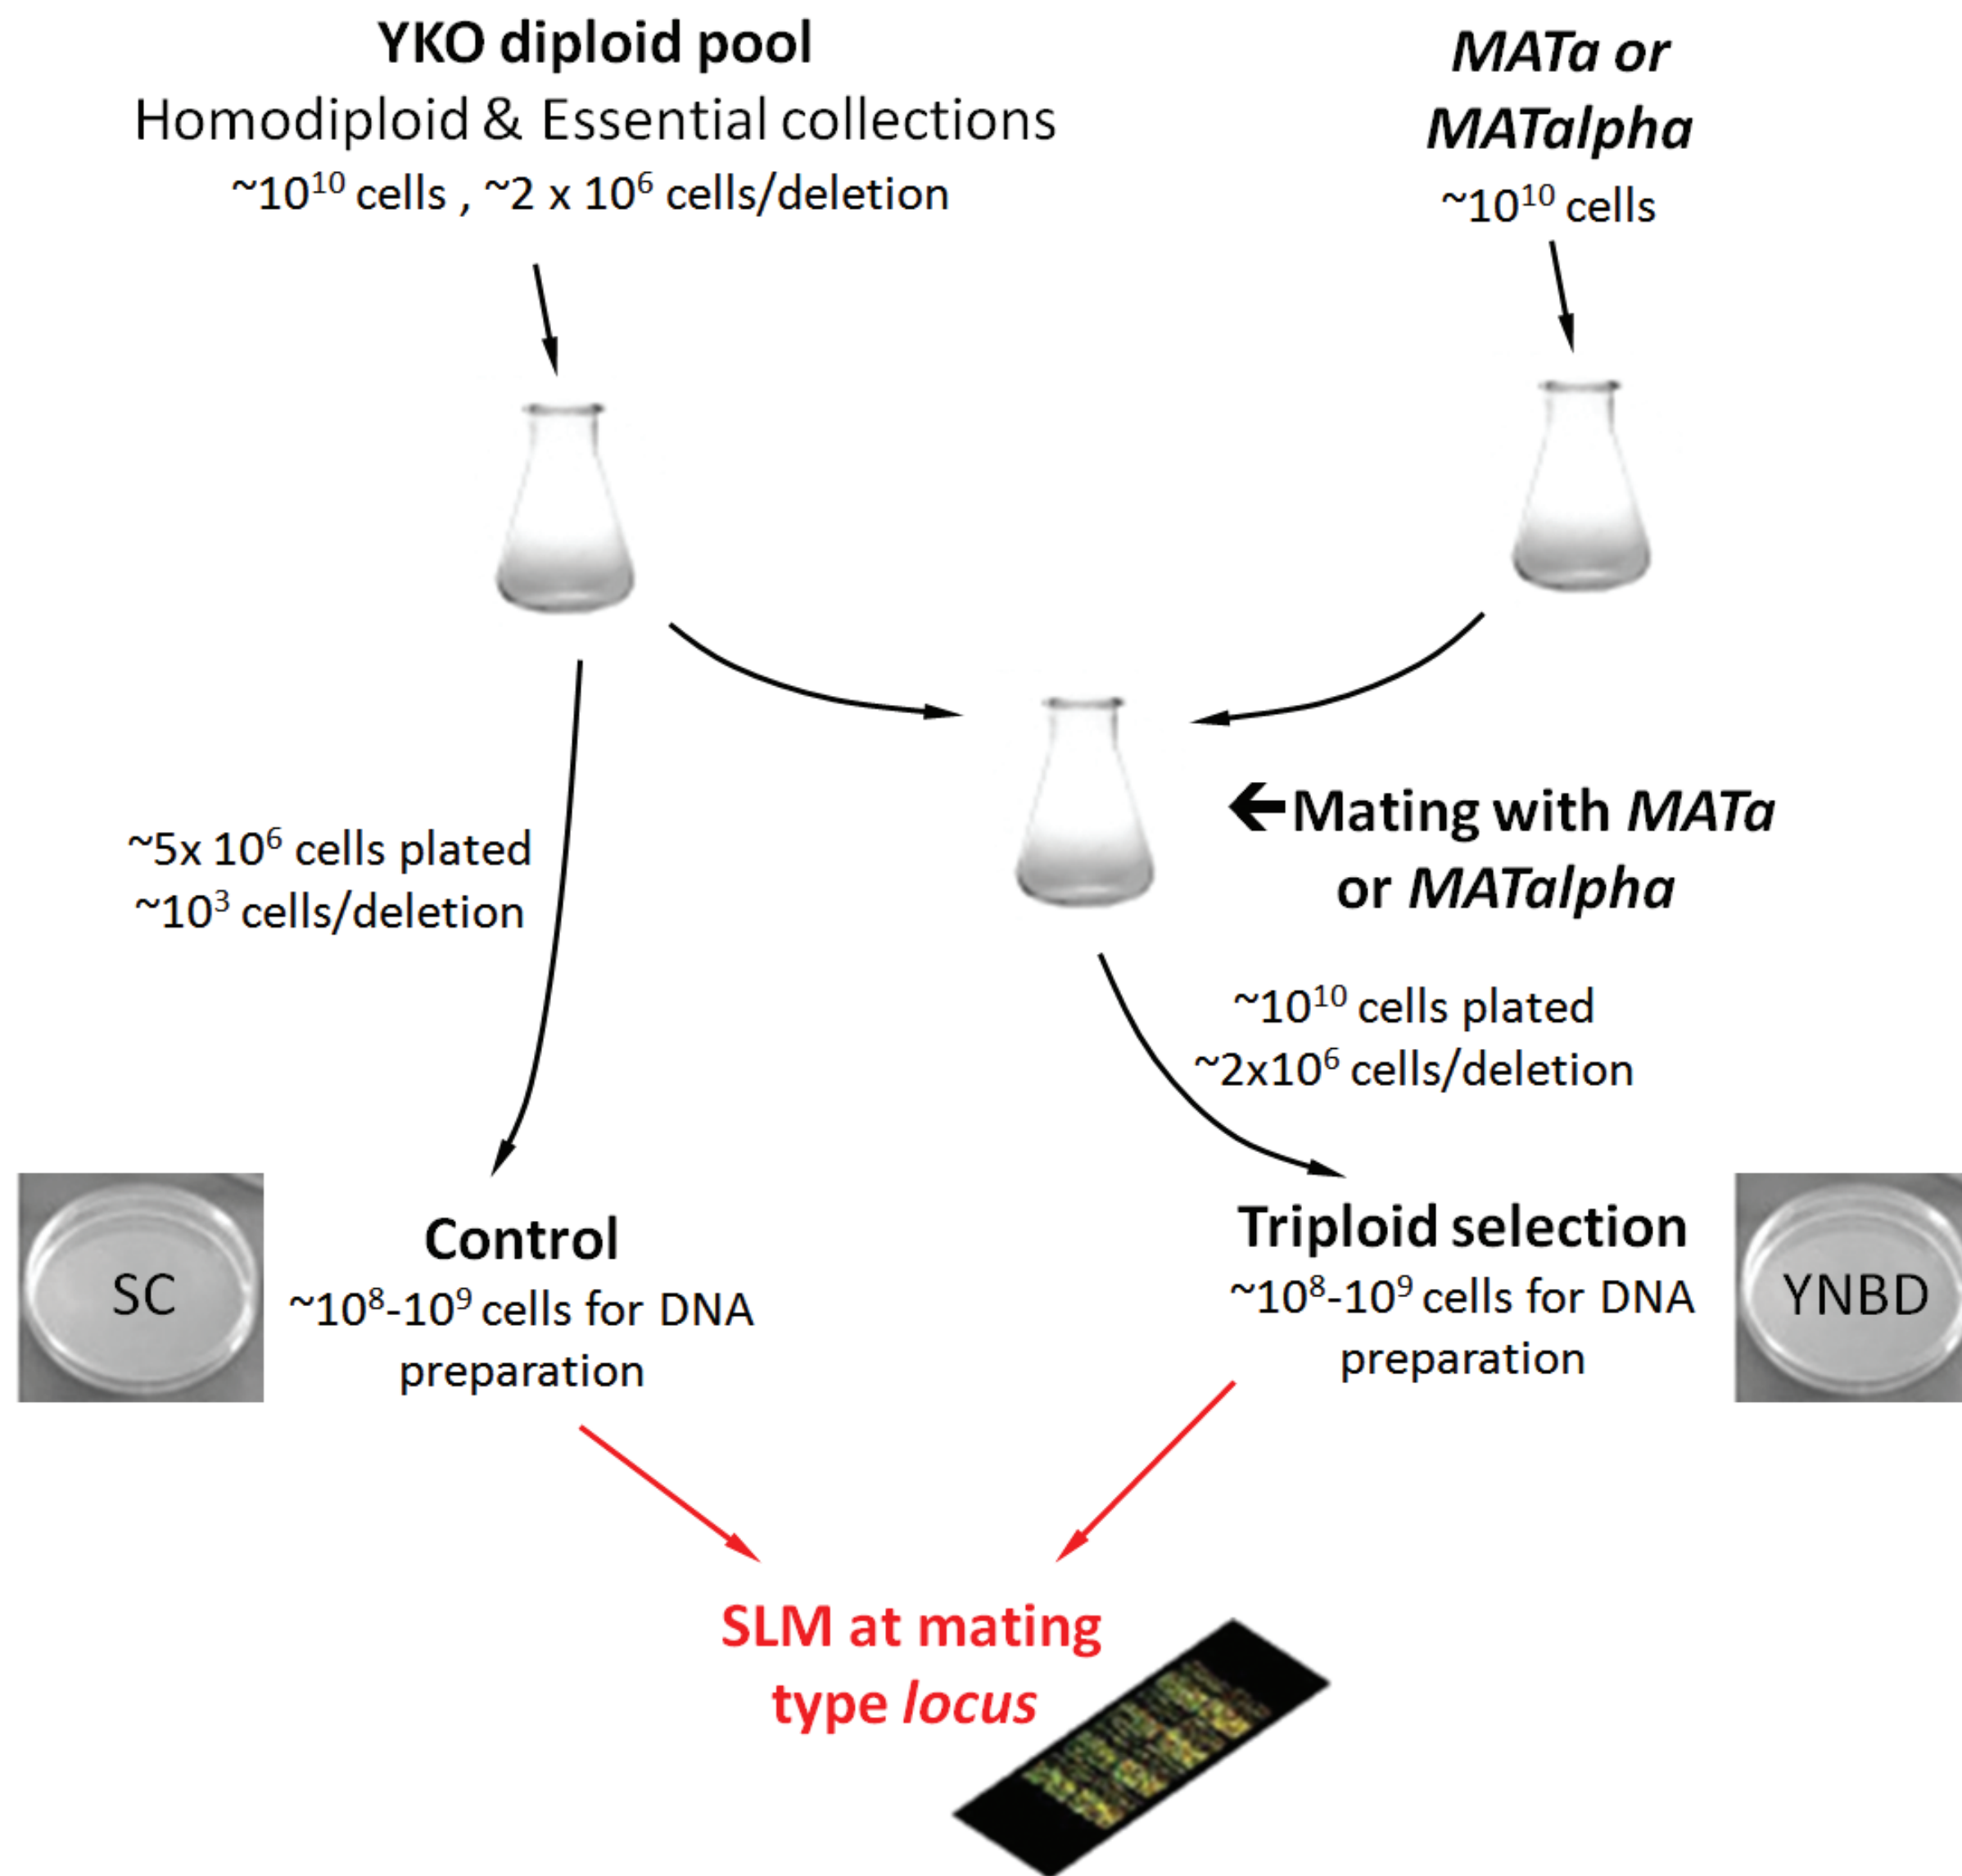 YKO diploid pool
Homodiploid & Essential collections
~10¹⁰ cells , ~2 x 10⁶ cells/deletion
MATa or
MATalpha
~10¹⁰ cells
←Mating with MATa
or MATalpha
~5x 10⁶ cells plated
~10³ cells/deletion
~10¹⁰ cells plated
~2x10⁶ cells/deletion
SC
Control
~10⁸-10⁹ cells for DNA
preparation
Triploid selection
~10⁸-10⁹ cells for DNA
preparation
YNBD
SLM at mating
type locus